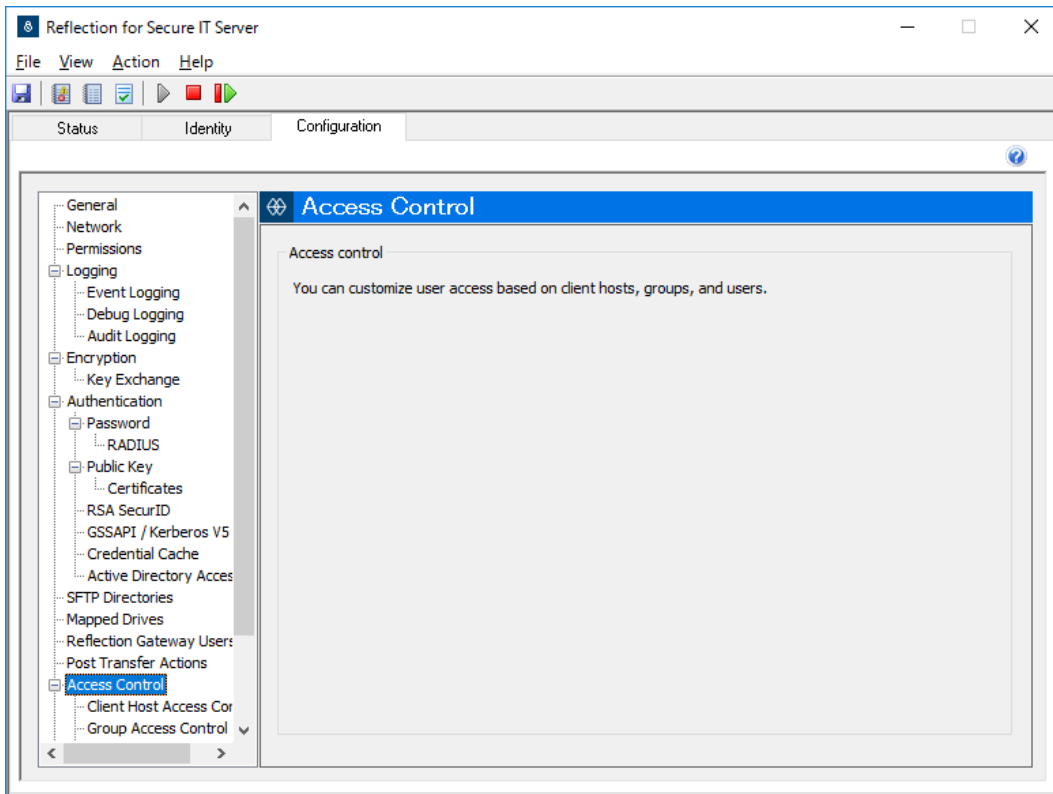 Reflection for Secure IT Server
File View Action Help
Status Identity Configuration
General
Network
Permissions
Logging
Event Logging
Debug Logging
Audit Logging
Encryption
Key Exchange
Authentication
Password
RADIUS
Public Key
Certificates
RSA SecurID
GSSAPI / Kerberos V5
Credential Cache
Active Directory Acces
SFTP Directories
Mapped Drives
Reflection Gateway Users
Post Transfer Actions
Access Control
Client Host Access Cor
Group Access Control
Access Control
Access control
You can customize user access based on client hosts, groups, and users.